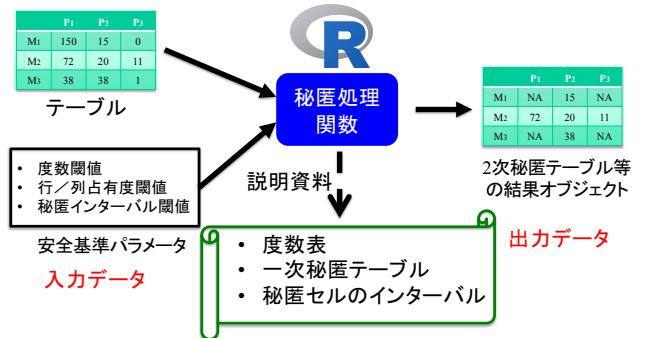 P1 P2 P3
M1 150 15 0
M2 72 20 11
M3 38 38 1
テーブル
R
秘匿処理
関数
P1 P2 P3
M1 NA 15 NA
M2 72 20 11
M3 NA 38 NA
2次秘匿テーブル等
の結果オブジェクト
出力データ
• 度数閾値
• 行／列占有度閾値
• 秘匿インターバル閾値
安全基準パラメータ
入力データ
説明資料
• 度数表
• 一次秘匿テーブル
• 秘匿セルのインターバル